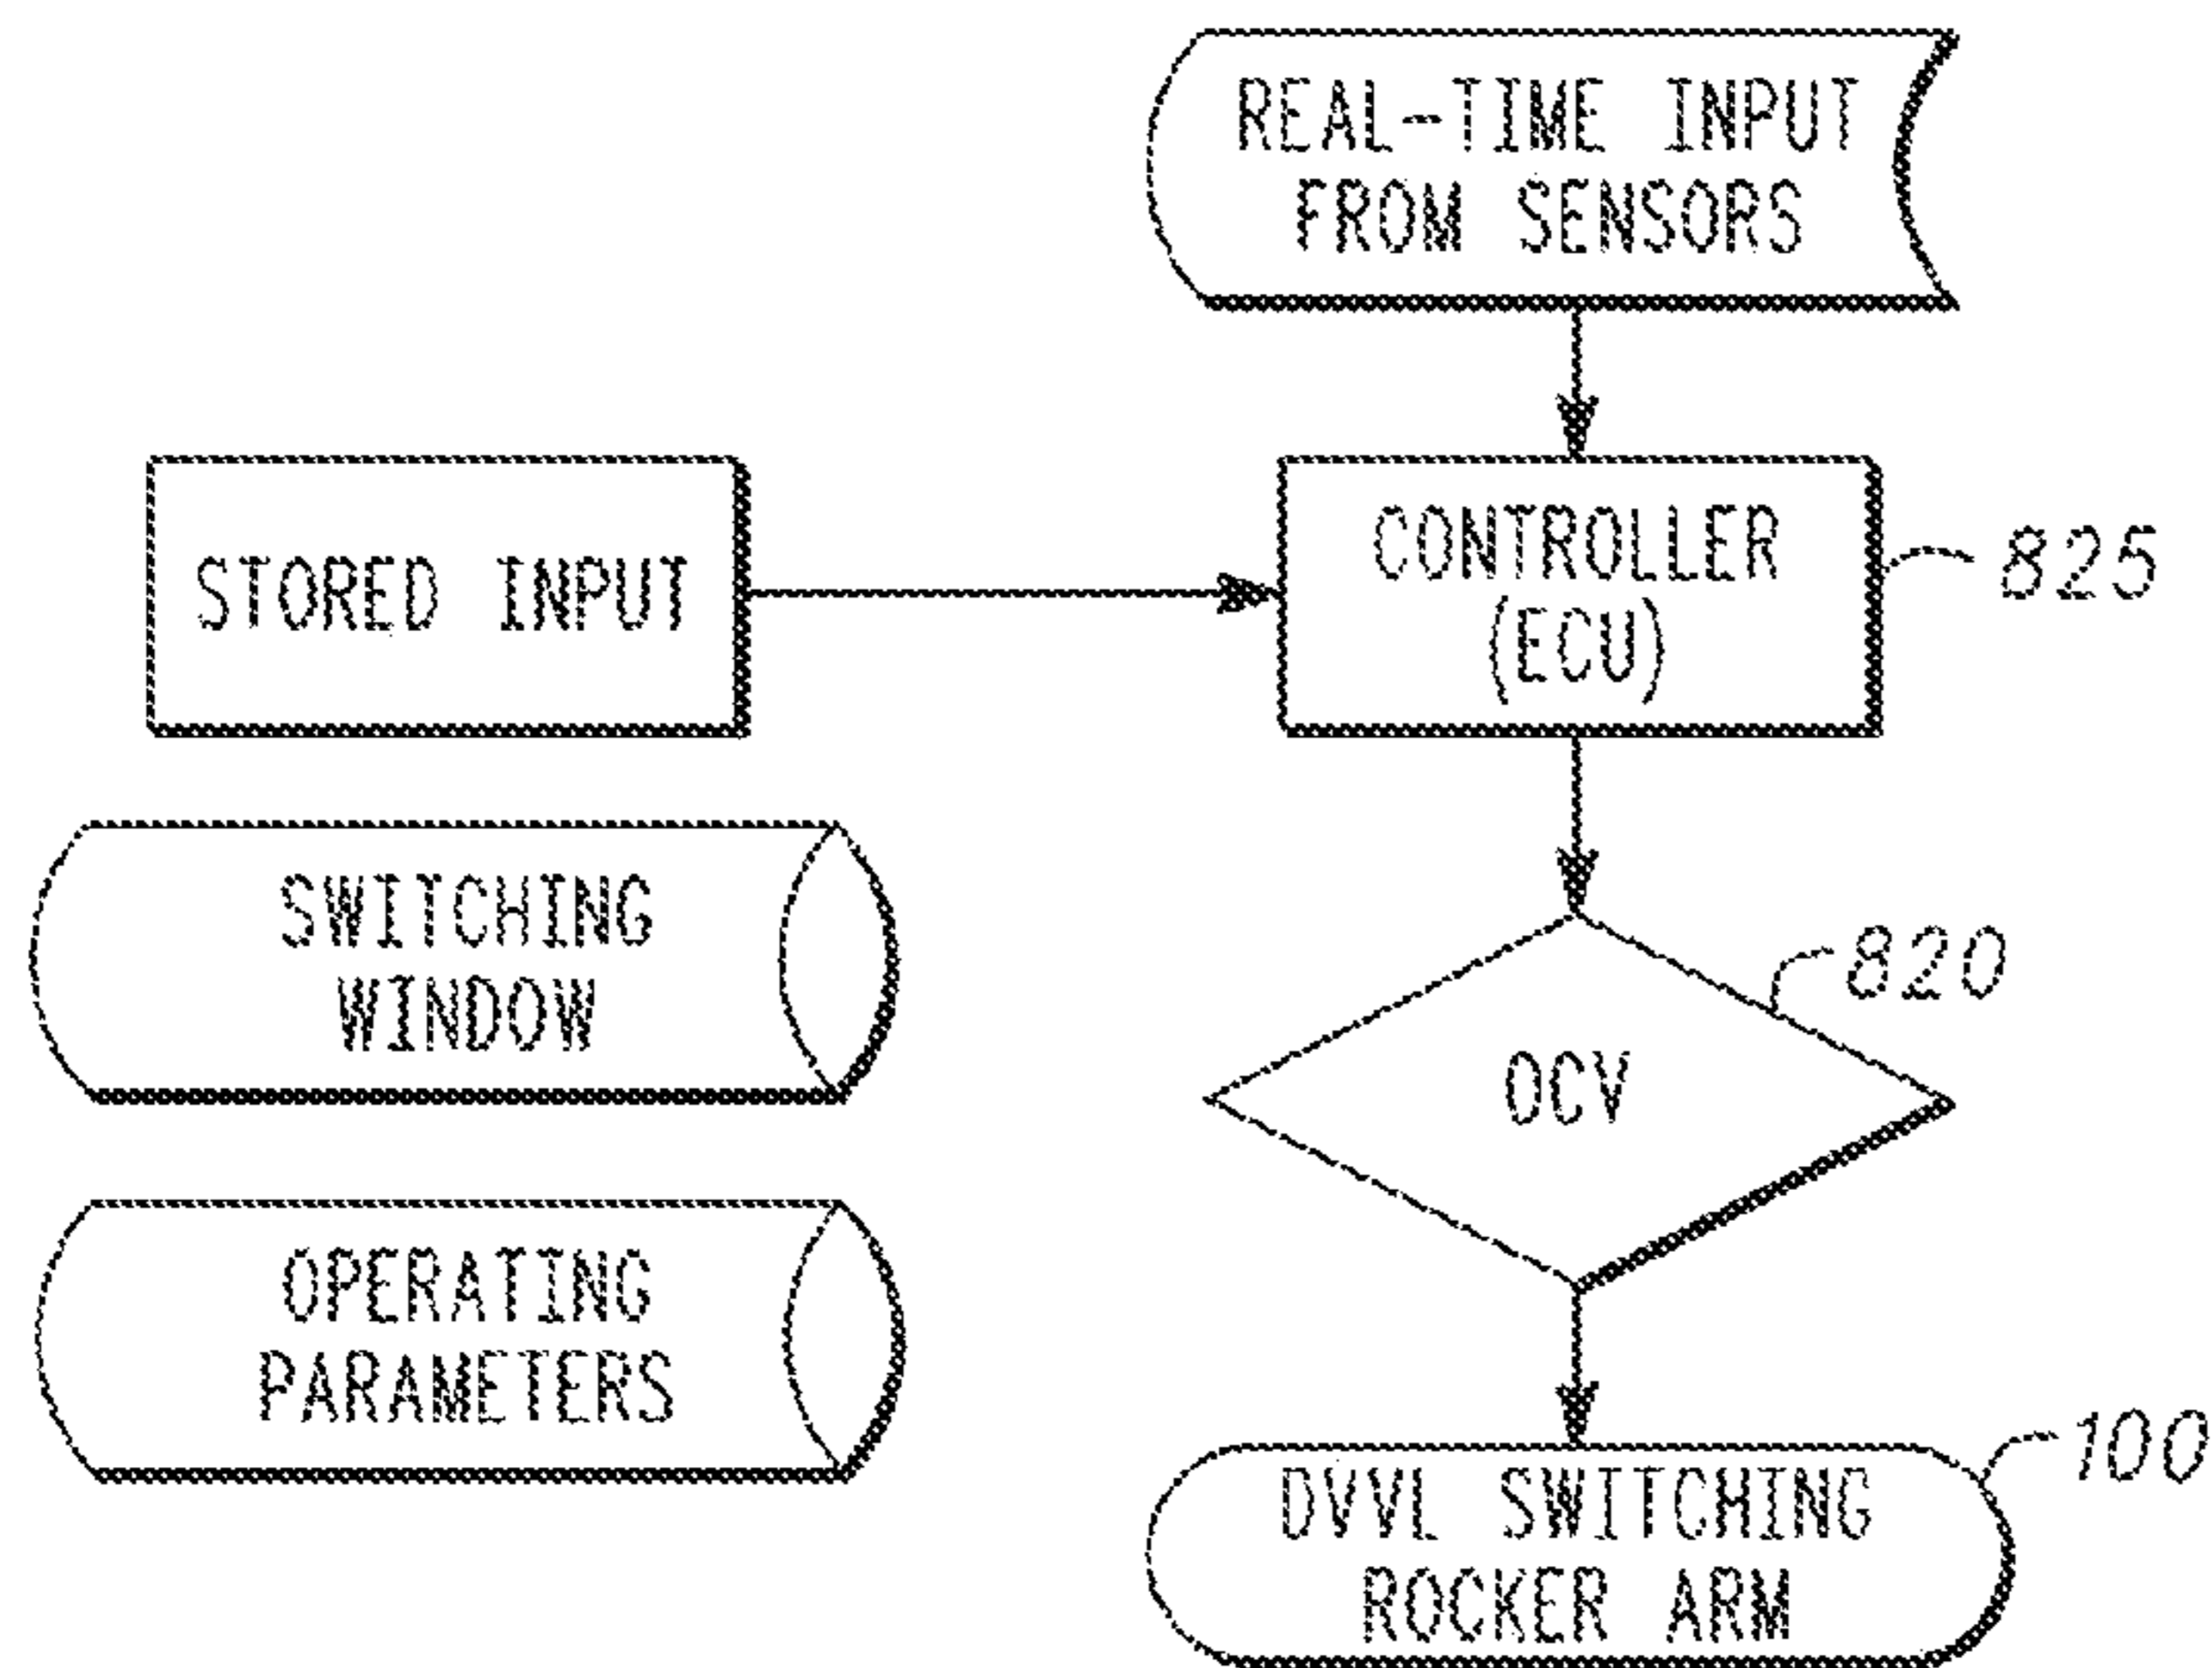 REAL-TIME INPUT
FROM SENSORS
STORED INPUT
CONTROLLER
(ECU)
825
SWITCHING
WINDOW
820
OCV
OPERATING
PARAMETERS
100
DVVL SWITCHING
ROCKER ARM